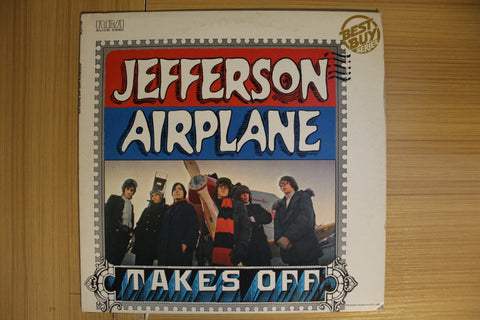 RCA
BEST
BUY
SERIES
JEFFERSON
AIRPLANE
TAKES OFF